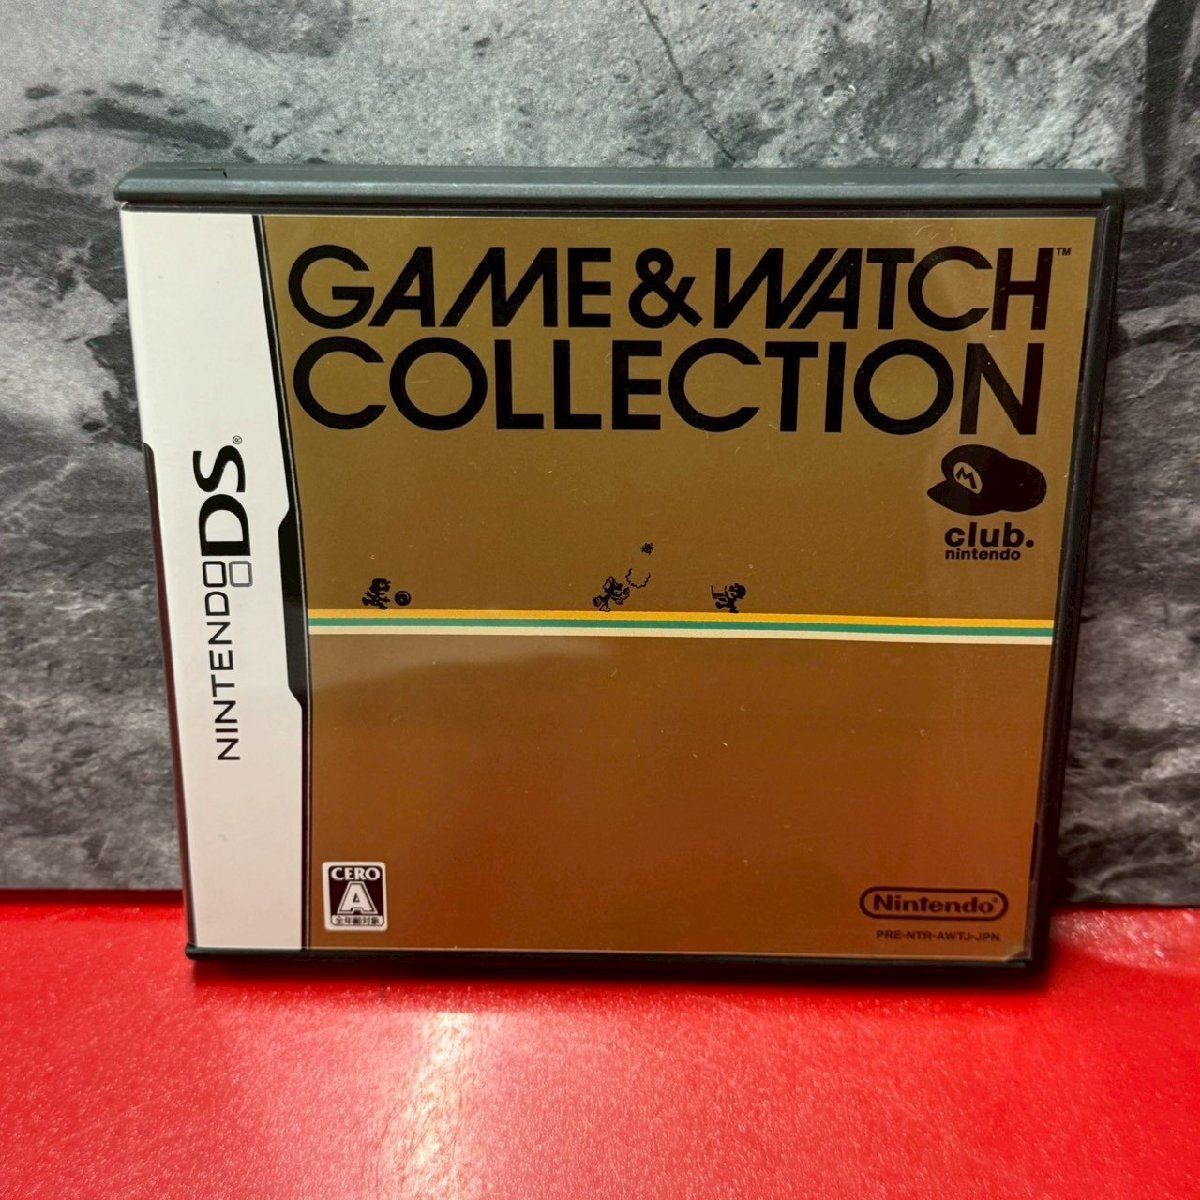 GAME & WATCH™
COLLECTION
M
club.
nintendo
NINTENDO DS®
CERO
A
全年齢対象
Nintendo®
PRE-NTR-AWTJ-JPN